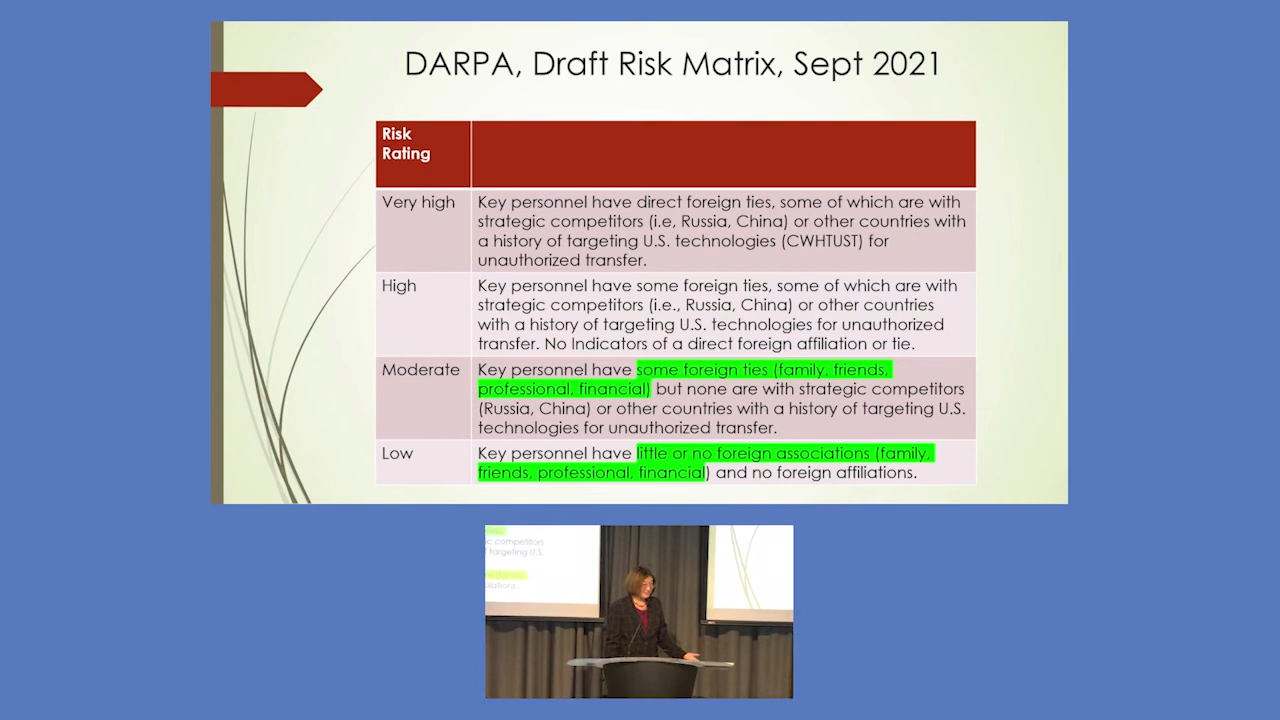 DARPA, Draft Risk Matrix, Sept 2021
Risk
Rating
Very high
Key personnel have direct foreign ties, some of which are with
strategic competitors (i.e, Russia, China) or other countries with
a history of targeting U.S. technologies (CWHTUST) for
unauthorized transfer.
High
Key personnel have some foreign ties, some of which are with
strategic competitors (i.e., Russia, China) or other countries
with a history of targeting U.S. technologies for unauthorized
transfer. No Indicators of a direct foreign affiliation or tie.
Moderate
Key personnel have some foreign ties (family, friends,
professional, financial) but none are with strategic competitors
(Russia, China) or other countries with a history of targeting U.S.
technologies for unauthorized transfer.
Low
Key personnel have little or no foreign associations (family,
friends, professional, financial) and no foreign affiliations.
competitors
targeting U.S.